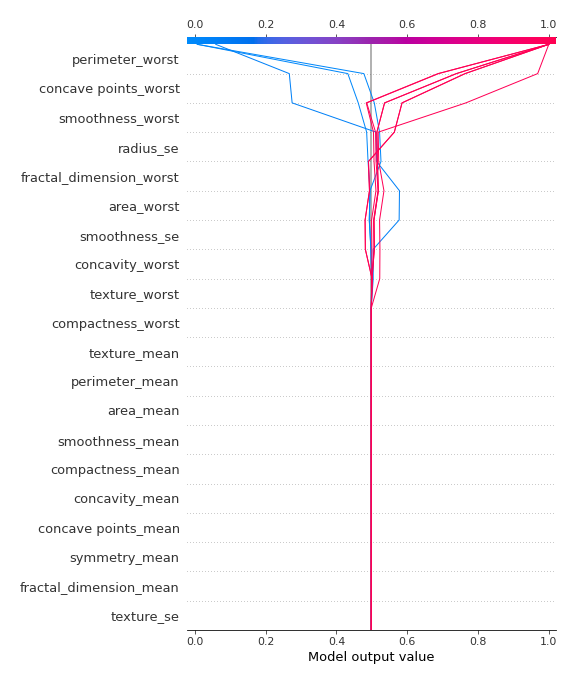 0.0 0.2 0.4 0.6 0.8 1.0
perimeter_worst
concave points_worst
smoothness_worst
radius_se
fractal_dimension_worst
area_worst
smoothness_se
concavity_worst
texture_worst
compactness_worst
texture_mean
perimeter_mean
area_mean
smoothness_mean
compactness_mean
concavity_mean
concave points_mean
symmetry_mean
fractal_dimension_mean
texture_se
0.0 0.2 0.4 0.6 0.8 1.0
Model output value